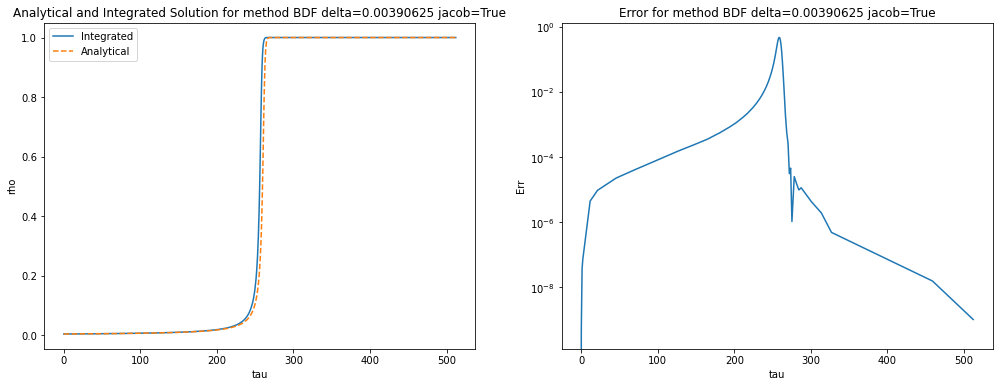 Analytical and Integrated Solution for method BDF delta=0.00390625 jacob=True
Integrated
Analytical
1.0
0.8
0.6
0.4
0.2
0.0
rho
0 100 200 300 400 500
tau
Error for method BDF delta=0.00390625 jacob=True
10^0
10^-2
10^-4
10^-6
10^-8
Err
0 100 200 300 400 500
tau